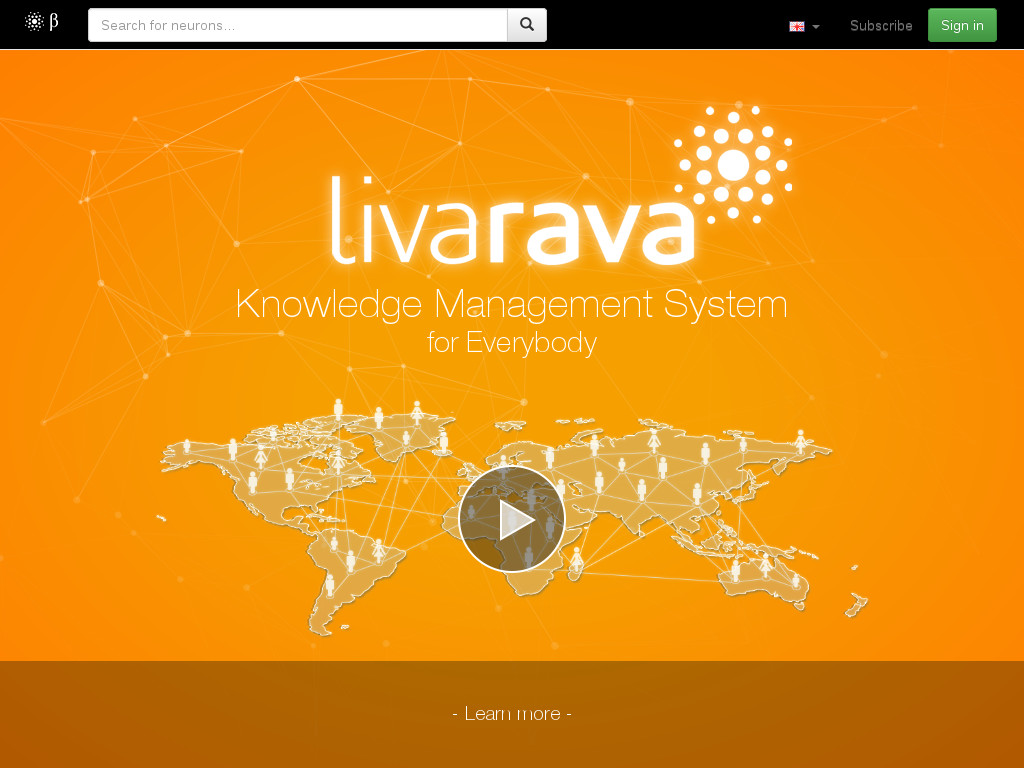 β
Search for neurons...
Subscribe
Sign in
livarava
Knowledge Management System
for Everybody
- Learn more -